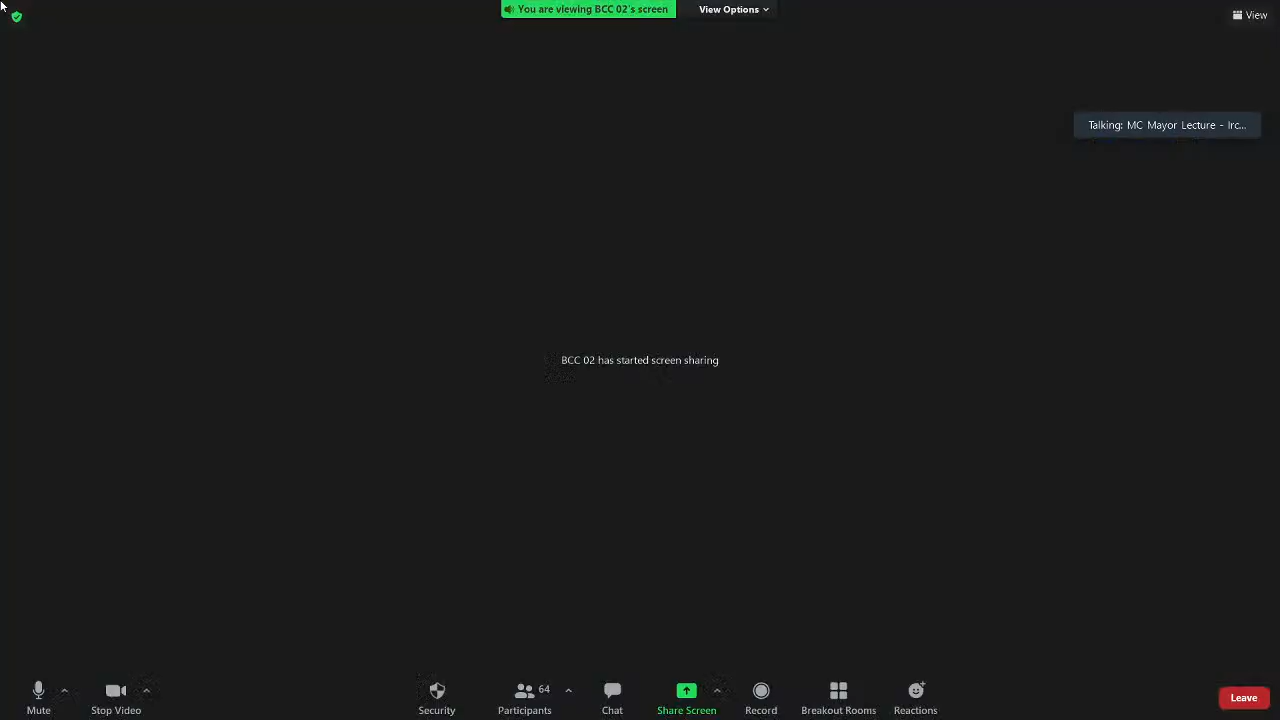 You are viewing BCC 02's screen
View Options
View
Talking: MC Mayor Lecture - Irc...
BCC 02 has started screen sharing
Mute
Stop Video
Security
Participants
64
Chat
Share Screen
Record
Breakout Rooms
Reactions
Leave